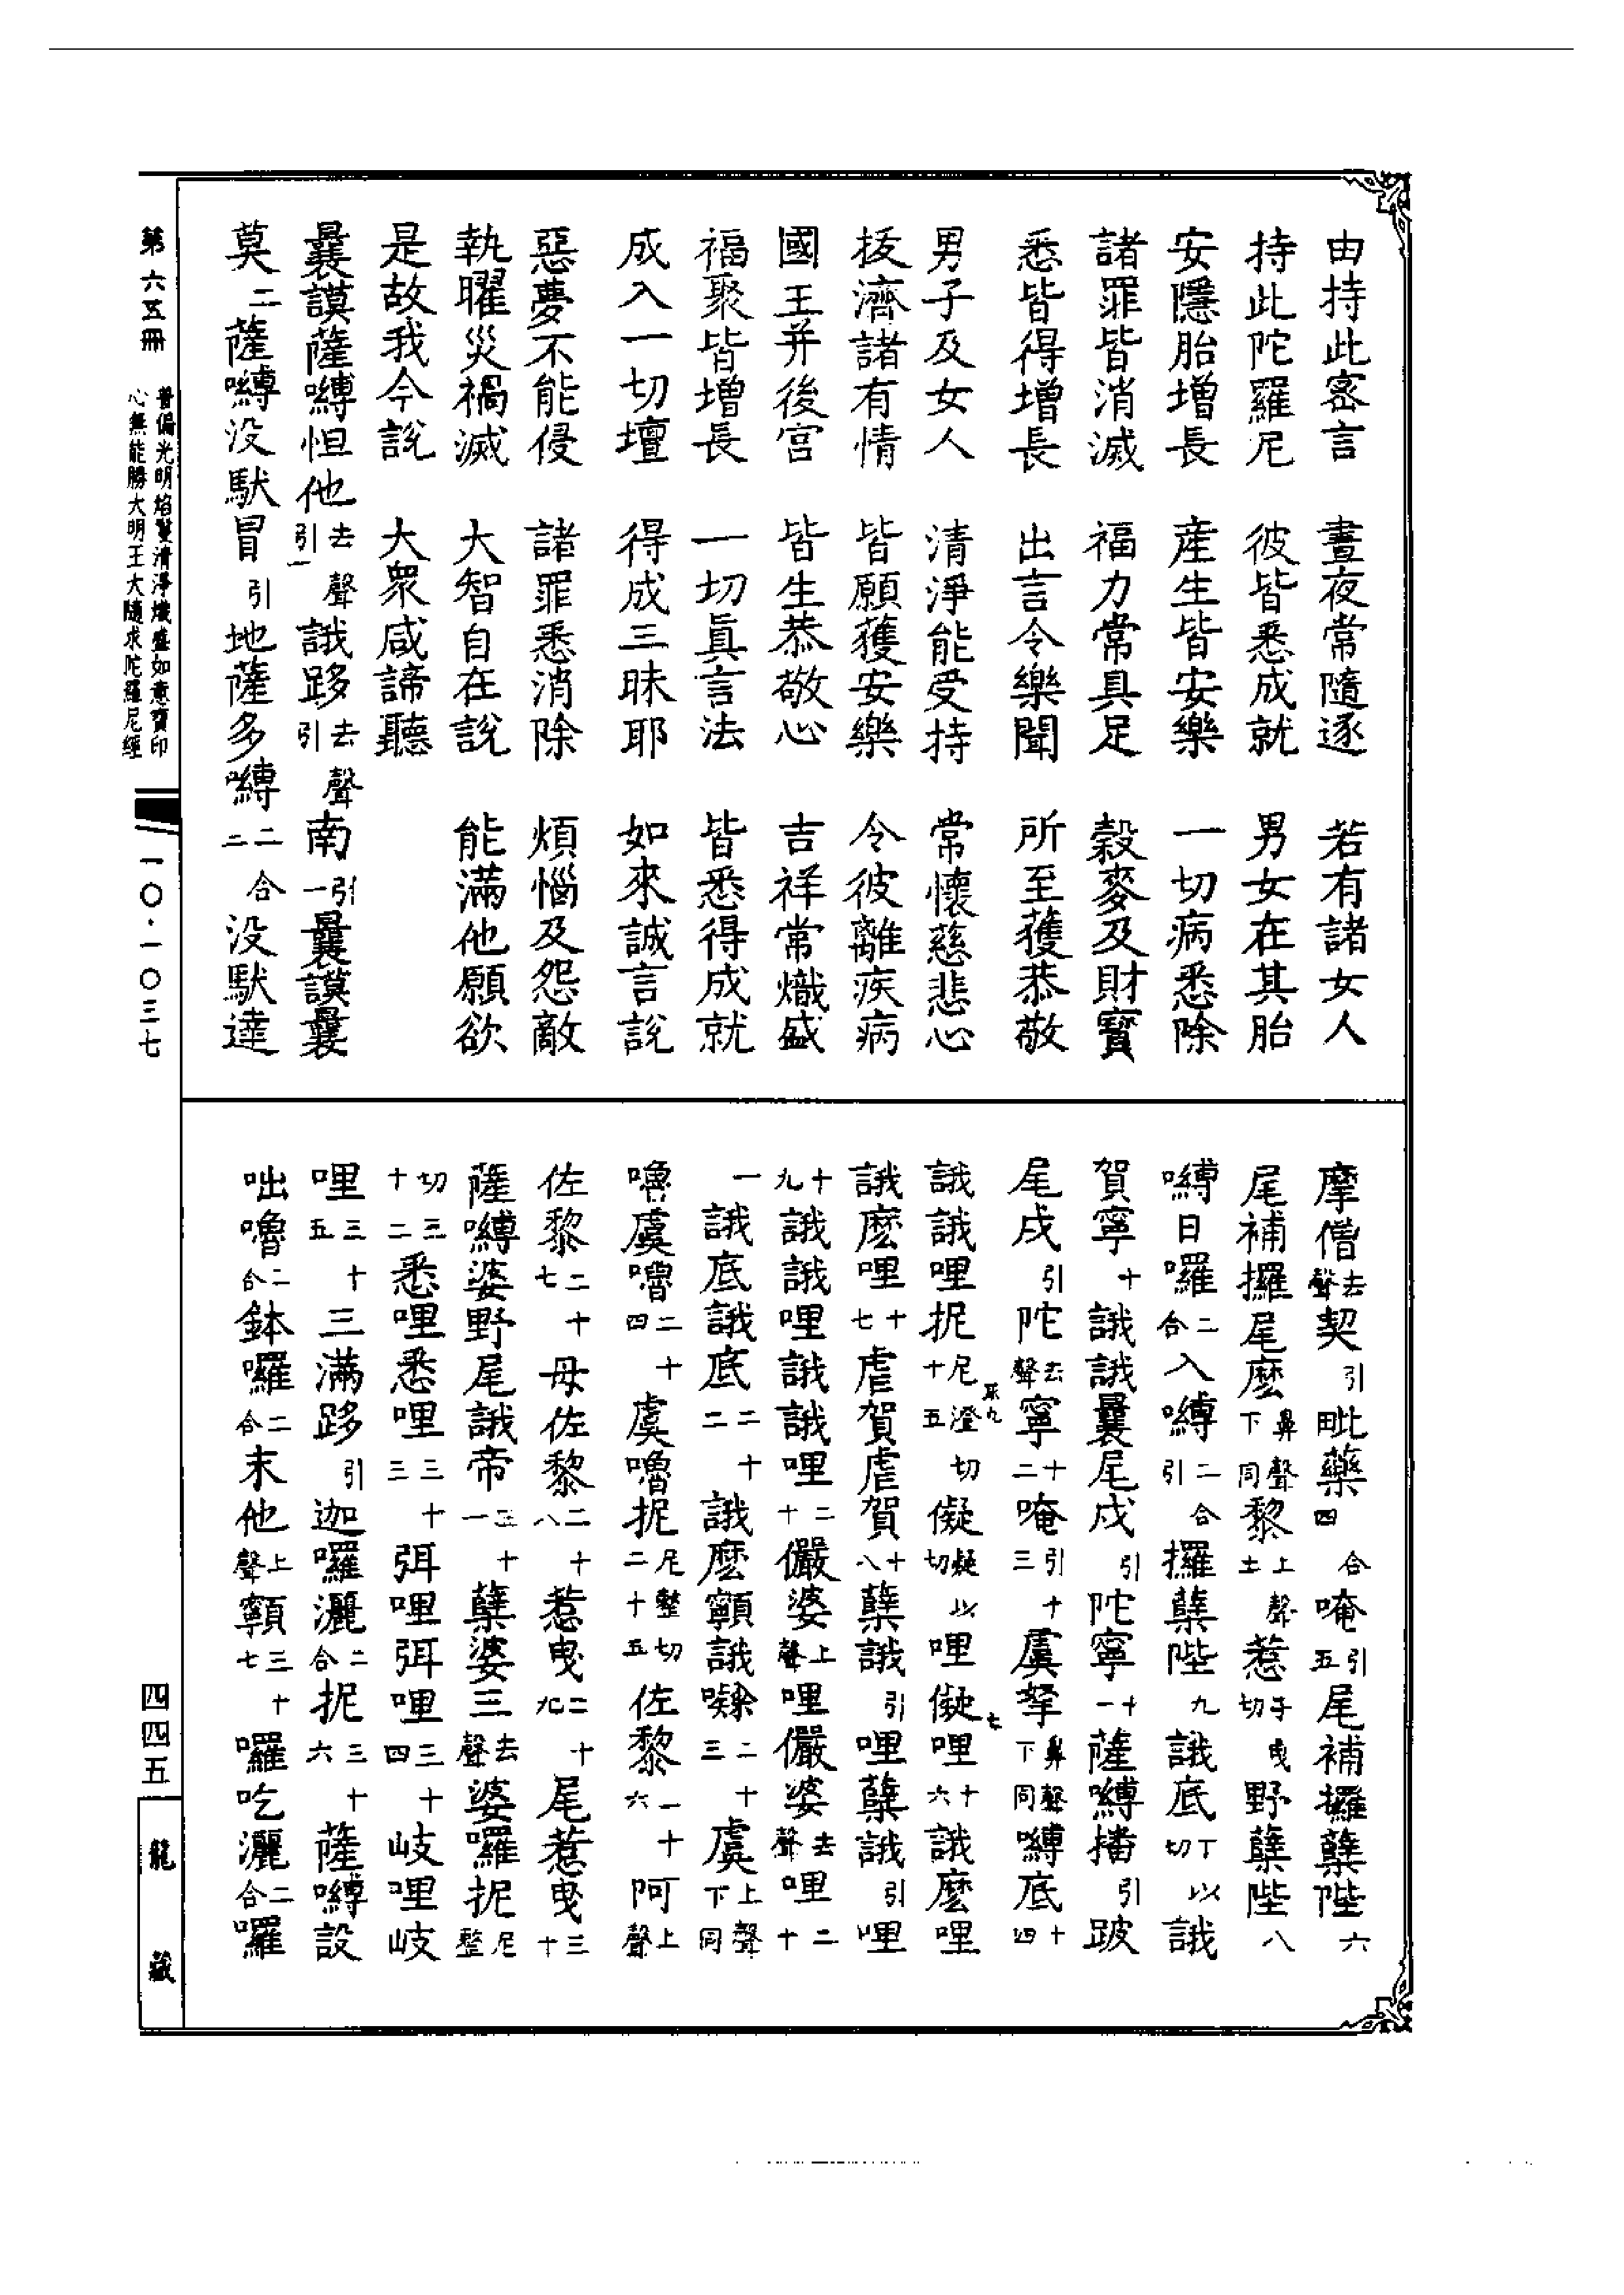 由持此密言　晝夜常隨逐　若有諸女人
持此陀羅尼　彼皆悉成就　男女在其胎
安隱胎增長　產生皆安樂　一切病悉除
諸罪皆消滅　福力常具足　穀麥及財寶
悉皆得增長　出言令樂聞　所至獲恭敬
男子及女人　清淨能受持　常懷慈悲心
拔濟諸有情　皆願獲安樂　令彼離疾病
國王并後宮　皆生恭敬心　吉祥常熾盛
福聚皆增長　一切真言法　皆悉得成就
成入一切壇　得成三昧耶　如來誠言說
惡夢不能侵　諸罪悉消除　煩惱及怨敵
執曜災禍滅　大智自在說　能滿他願欲
是故我今說　大眾咸諦聽
曩謨薩嚩怛他去聲引一誐跢去聲引南引一曩謨曩
莫二薩嚩没馱冒引地薩多嚩二合二没馱達
摩僧去聲契引毗藥四合唵引五尾補攞櫱陛六
尾補攞尾麽鼻聲下同黎上聲七惹子曳切野櫱陛八
嚩日囉二合入嚩二合引攞櫱陛九誐底丁以切誐
賀寧十誐誐曩尾戍引陀寧十一薩嚩播引跛
尾戍引陀去聲寧十二唵引十三虞拏鼻聲下同嚩底十四
誐誐哩抳尼澄切十五儗儗以切哩儗哩十六誐麽哩
誐麽哩十七虐賀虐賀十八櫱誐引哩櫱誐引哩
十九誐誐哩誐誐哩二十儼婆上聲哩儼婆去聲哩二十
一誐底誐底二十二誐麽𩕳誐㘈二十三虞上聲下同
嚕虞嚕二十四虞嚕抳尼整切二十五佐黎二十六阿上聲
佐黎二十七母佐黎二十八惹曳二十九尾惹曳三十
薩嚩婆野尾誐帝三十一櫱婆三去聲婆囉抳尼整
切三十二悉哩悉哩三十三弭哩弭哩三十四岐哩岐
哩三十五三滿跢引迦囉灑二合抳三十六薩嚩設
咄嚕二合鉢囉二合末他上聲𩕳三十七囉吃灑二合囉
第六五冊
普徧光明焰鬘清淨熾盛如意寶印
心無能勝大明王大隨求陀羅尼經
一〇·一〇三七
四四五
龍藏